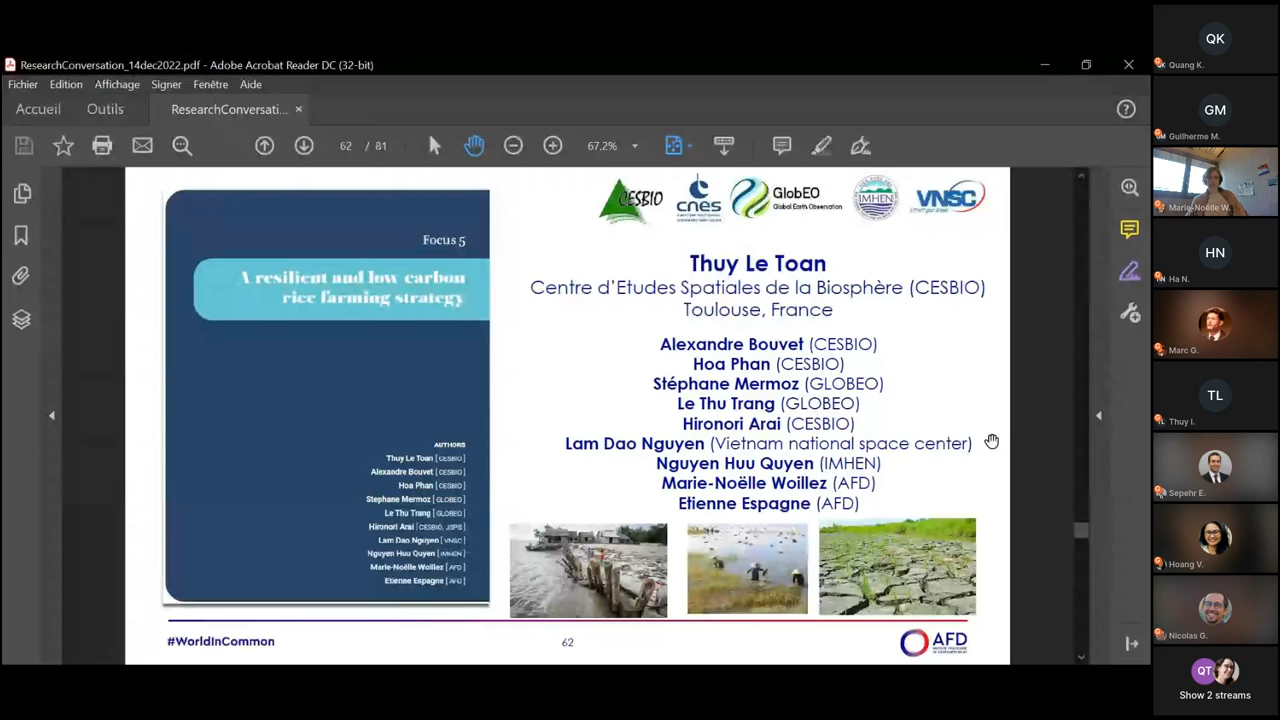 ResearchConversation_14dec2022.pdf - Adobe Acrobat Reader DC (32-bit)
Fichier Edition Affichage Signer Fenêtre Aide
Accueil Outils ResearchConversati... ×
62 / 81 67,2%
Focus 5
A resilient and low carbon
rice farming strategy
AUTHORS
Thuy Le Toan [CESBIO]
Alexandre Bouvet [CESBIO]
Hoa Phan [CESBIO]
Stephane Mermoz [GLOBEO]
Le Thu Trang [GLOBEO]
Hironori Arai [CESBIO, JSPS]
Lam Dao Nguyen [VNSC]
Nguyen Huu Quyen [IMHEN]
Marie-Noëlle Woillez [AFD]
Etienne Espagne [AFD]
CESBIO
cnes
GlobEO
Global Earth Observation
IMHEN
VNSC
Thuy Le Toan
Centre d'Etudes Spatiales de la Biosphère (CESBIO)
Toulouse, France
Alexandre Bouvet (CESBIO)
Hoa Phan (CESBIO)
Stéphane Mermoz (GLOBEO)
Le Thu Trang (GLOBEO)
Hironori Arai (CESBIO)
Lam Dao Nguyen (Vietnam national space center)
Nguyen Huu Quyen (IMHEN)
Marie-Noëlle Woillez (AFD)
Etienne Espagne (AFD)
#WorldInCommon
62
AFD
QK
Quang K.
GM
Guilherme M.
Marie-Noëlle W.
HN
Ha N.
Marc G.
TL
Thuy l.
Sepehr E.
Hoang V.
Nicolas G.
QT
Show 2 streams